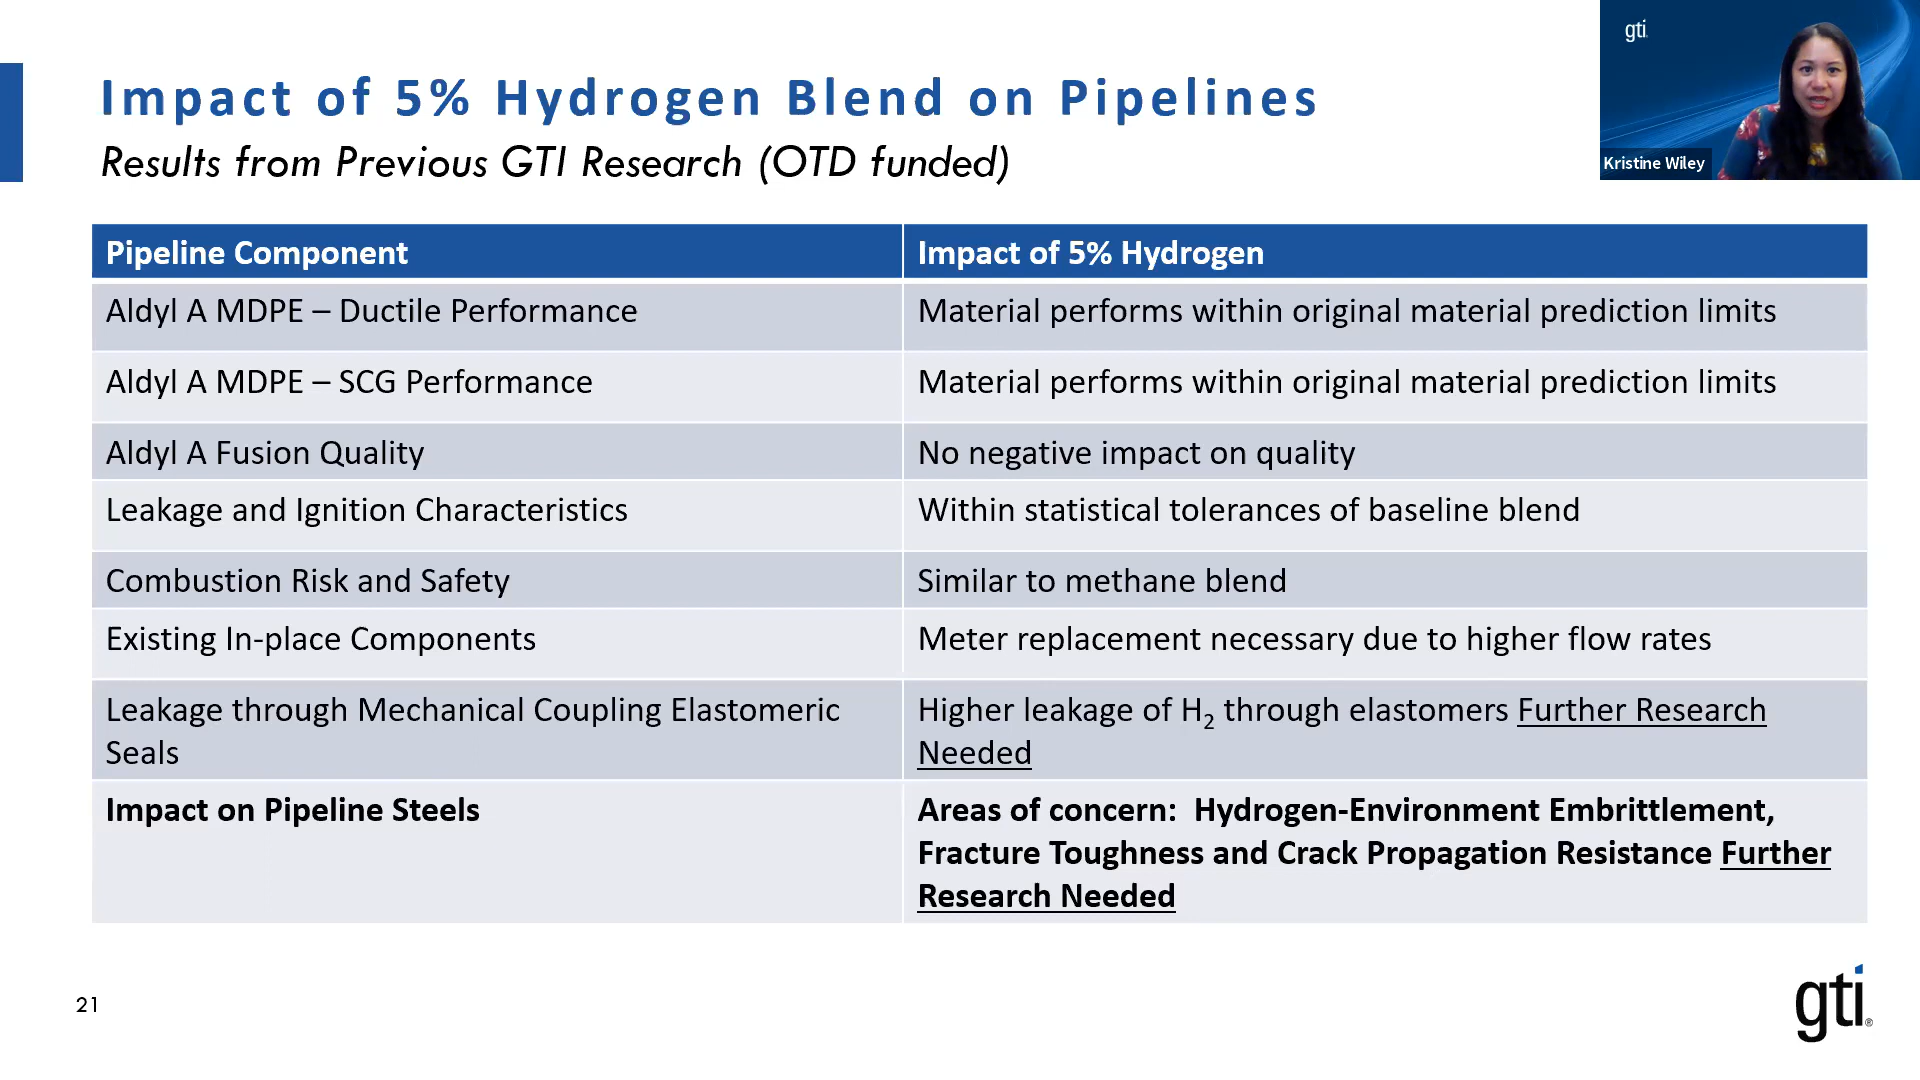 gti
Kristine Wiley
Impact of 5% Hydrogen Blend on Pipelines
Results from Previous GTI Research (OTD funded)
Pipeline Component
Impact of 5% Hydrogen
Aldyl A MDPE – Ductile Performance
Material performs within original material prediction limits
Aldyl A MDPE – SCG Performance
Material performs within original material prediction limits
Aldyl A Fusion Quality
No negative impact on quality
Leakage and Ignition Characteristics
Within statistical tolerances of baseline blend
Combustion Risk and Safety
Similar to methane blend
Existing In-place Components
Meter replacement necessary due to higher flow rates
Leakage through Mechanical Coupling Elastomeric
Seals
Higher leakage of H₂ through elastomers Further Research
Needed
Impact on Pipeline Steels
Areas of concern:  Hydrogen-Environment Embrittlement,
Fracture Toughness and Crack Propagation Resistance Further
Research Needed
21
gti®